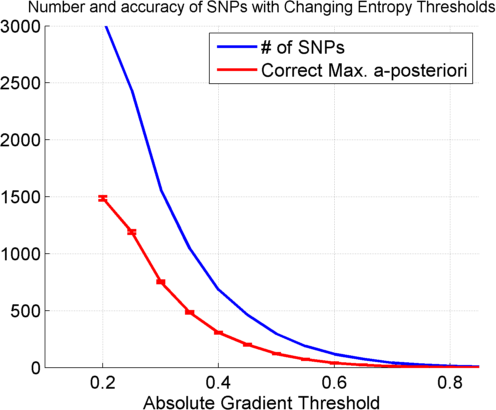 Number and accuracy of SNPs with Changing Entropy Thresholds
# of SNPs
Correct Max. a-posteriori
3000
2500
2000
1500
1000
500
0
0.2
0.4
0.6
0.8
Absolute Gradient Threshold